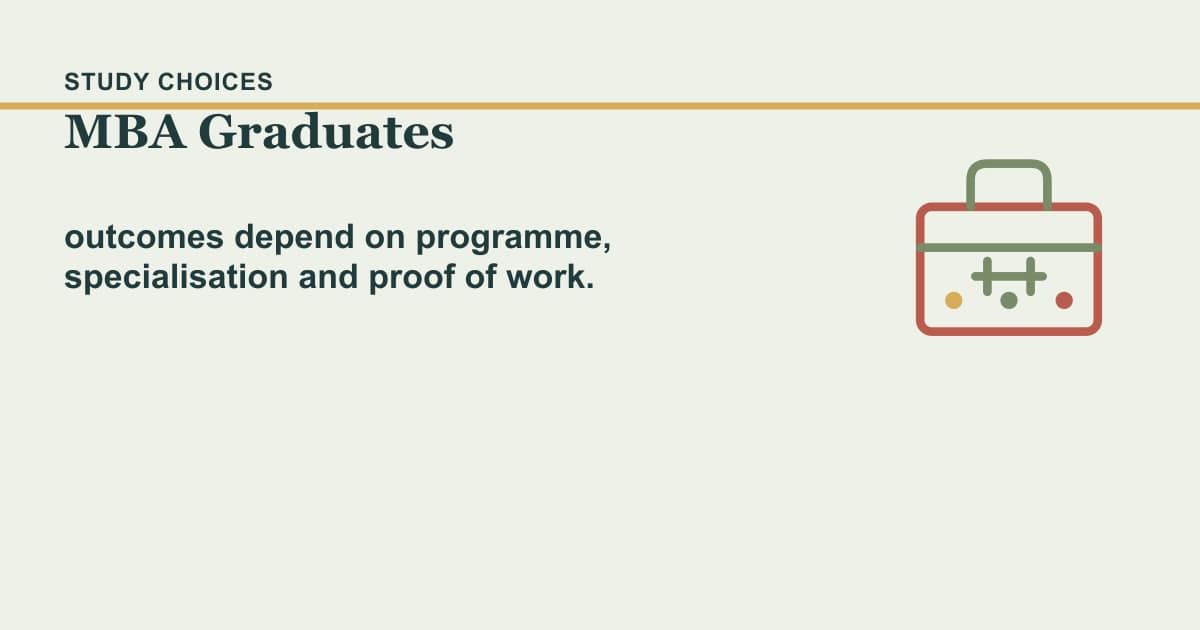 STUDY CHOICES
MBA Graduates
outcomes depend on programme,
specialisation and proof of work.